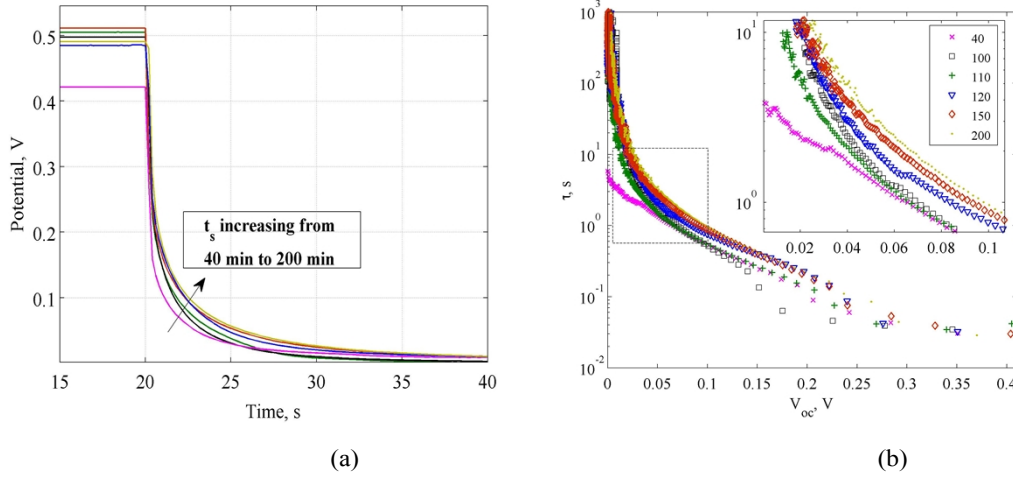 0.5
0.4
0.3
0.2
0.1
Potential, V
15 20 25 30 35 40
Time, s
t_s increasing from
40 min to 200 min
(a)
10^3
10^2
10^1
10^0
10^-1
10^-2
τ, s
0 0.05 0.1 0.15 0.2 0.25 0.3 0.35 0.4
V_oc, V
10^1
10^0
0.02 0.04 0.06 0.08 0.1
40
100
110
120
150
200
(b)